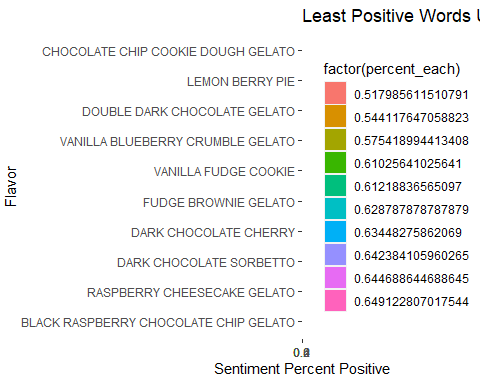 Least Positive Words U
CHOCOLATE CHIP COOKIE DOUGH GELATO
LEMON BERRY PIE
DOUBLE DARK CHOCOLATE GELATO
VANILLA BLUEBERRY CRUMBLE GELATO
VANILLA FUDGE COOKIE
FUDGE BROWNIE GELATO
DARK CHOCOLATE CHERRY
DARK CHOCOLATE SORBETTO
RASPBERRY CHEESECAKE GELATO
BLACK RASPBERRY CHOCOLATE CHIP GELATO
Flavor
Sentiment Percent Positive
factor(percent_each)
0.517985611510791
0.544117647058823
0.575418994413408
0.61025641025641
0.61218836565097
0.628787878787879
0.63448275862069
0.642384105960265
0.644688644688645
0.649122807017544